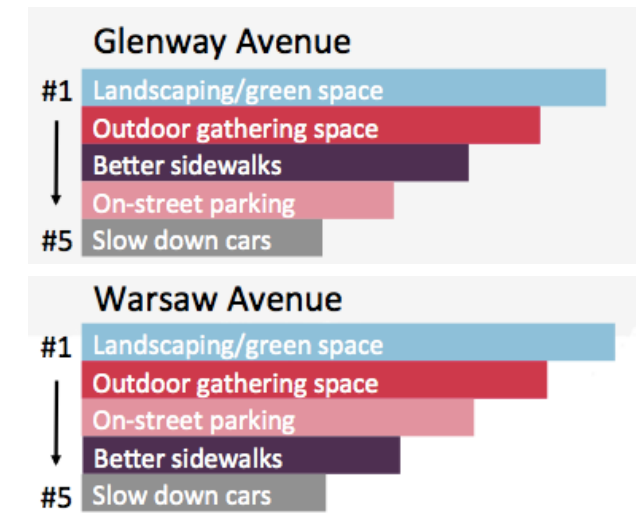 Glenway Avenue
#1 Landscaping/green space
Outdoor gathering space
Better sidewalks
On-street parking
#5 Slow down cars
Warsaw Avenue
#1 Landscaping/green space
Outdoor gathering space
On-street parking
Better sidewalks
#5 Slow down cars